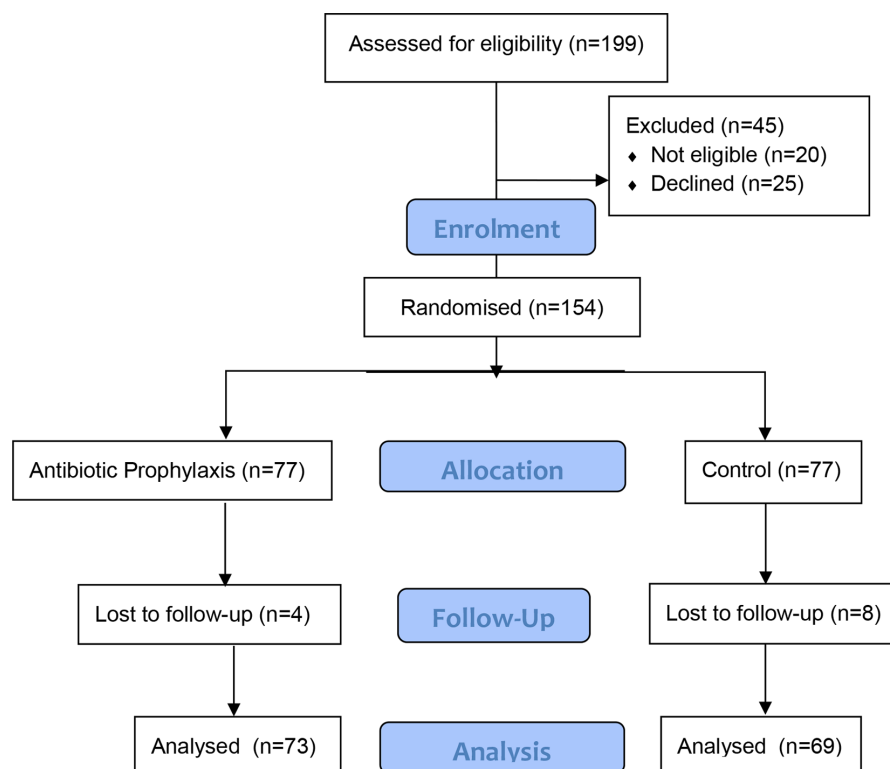 Assessed for eligibility (n=199)
Excluded (n=45)
♦ Not eligible (n=20)
♦ Declined (n=25)
Enrolment
Randomised (n=154)
Antibiotic Prophylaxis (n=77)
Allocation
Control (n=77)
Lost to follow-up (n=4)
Follow-Up
Lost to follow-up (n=8)
Analysed (n=73)
Analysis
Analysed (n=69)